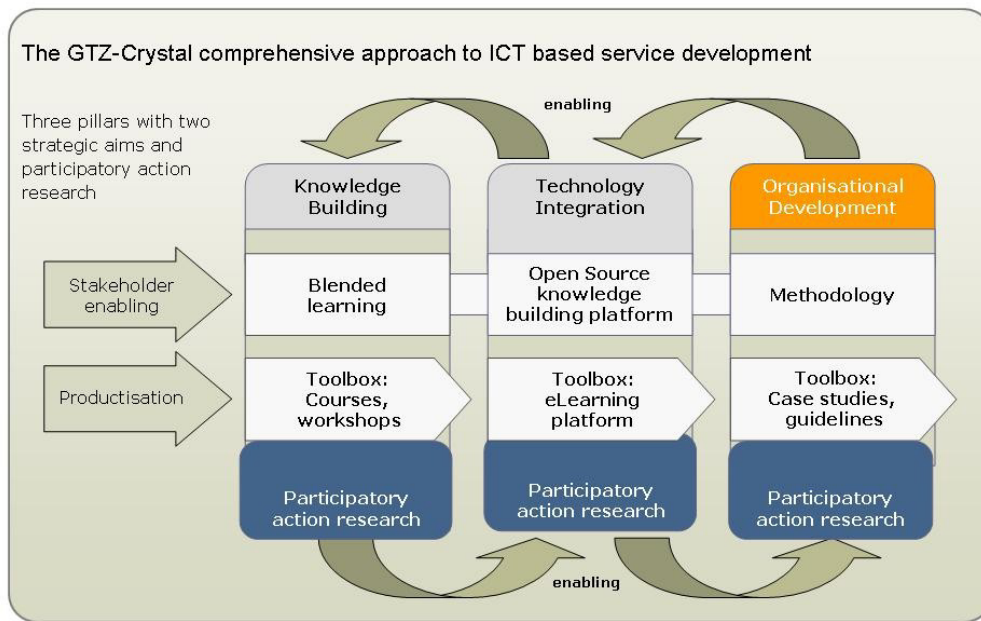 The GTZ-Crystal comprehensive approach to ICT based service development
enabling
Three pillars with two
strategic aims and
participatory action
research
Knowledge
Building
Technology
Integration
Organisational
Development
Stakeholder
enabling
Blended
learning
Open Source
knowledge
building platform
Methodology
Productisation
Toolbox:
Courses,
workshops
Toolbox:
eLearning
platform
Toolbox:
Case studies,
guidelines
Participatory
action research
Participatory
action research
Participatory
action research
enabling